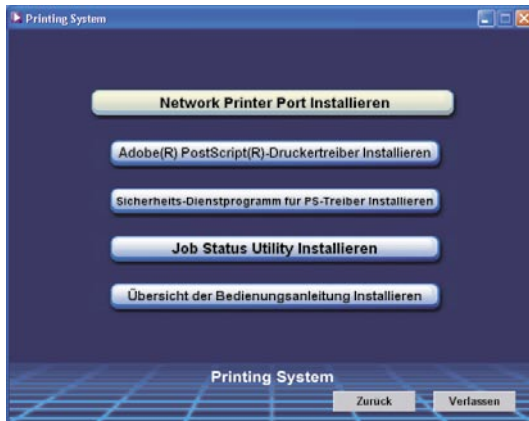 Printing System
Network Printer Port Installieren
Adobe(R) PostScript(R)-Druckertreiber Installieren
Sicherheits-Dienstprogramm für PS-Treiber Installieren
Job Status Utility Installieren
Übersicht der Bedienungsanleitung Installieren
Printing System
Zurück
Verlassen